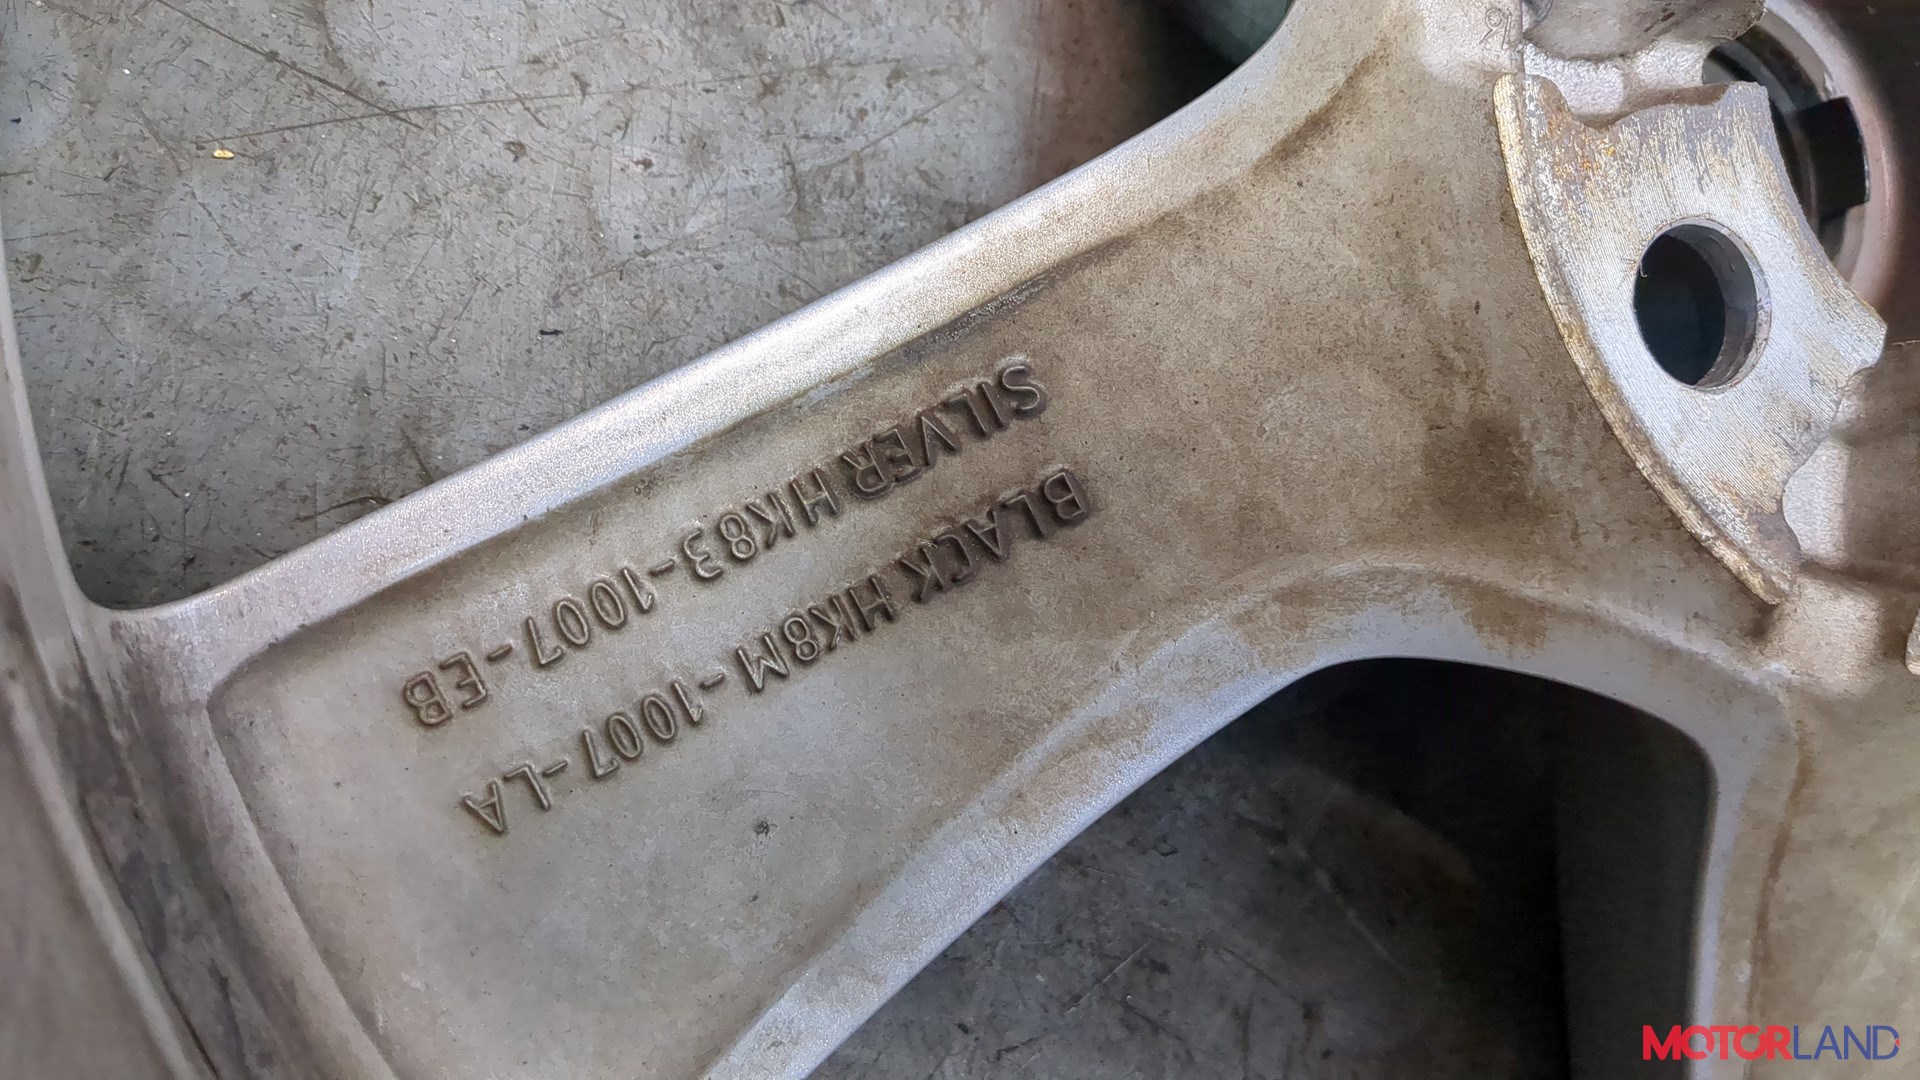 BLACK HK8M-1007-LA
SILVER HK83-1007-EB
MOTORLAND